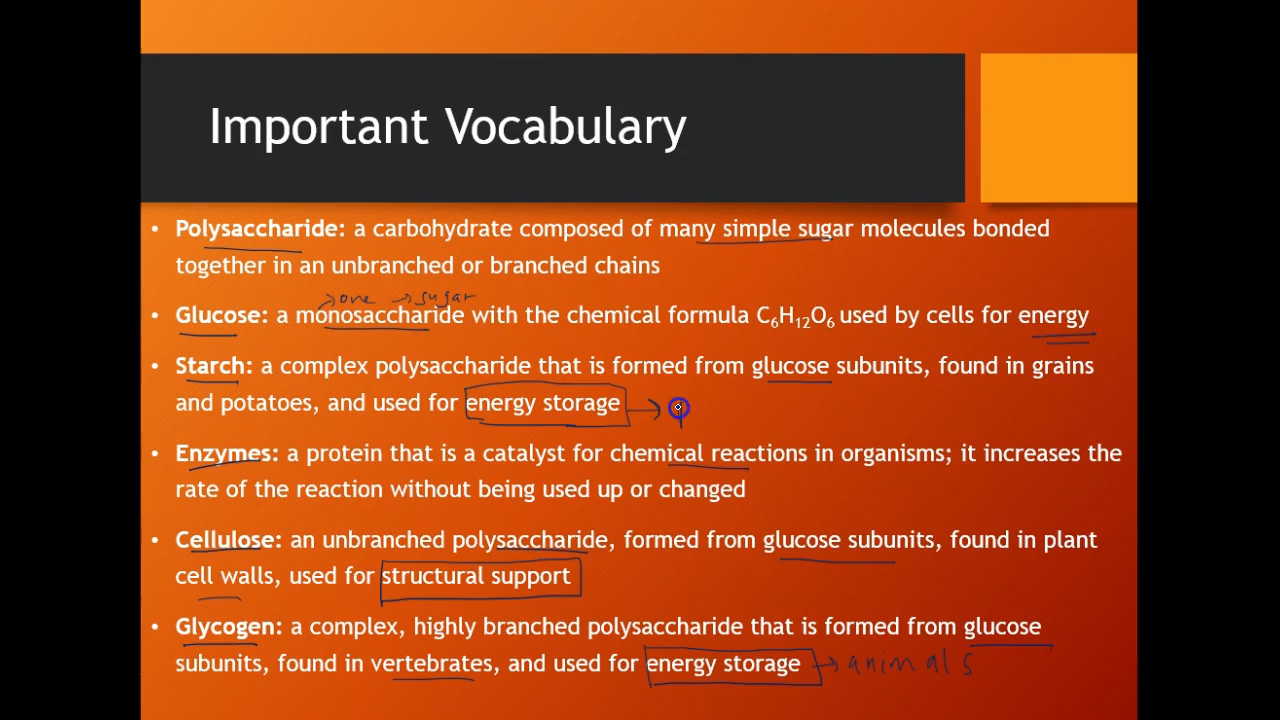 Important Vocabulary
• Polysaccharide: a carbohydrate composed of many simple sugar molecules bonded
together in an unbranched or branched chains
→one →sugar
• Glucose: a monosaccharide with the chemical formula C₆H₁₂O₆ used by cells for energy
• Starch: a complex polysaccharide that is formed from glucose subunits, found in grains
and potatoes, and used for energy storage →
• Enzymes: a protein that is a catalyst for chemical reactions in organisms; it increases the
rate of the reaction without being used up or changed
• Cellulose: an unbranched polysaccharide, formed from glucose subunits, found in plant
cell walls, used for structural support
• Glycogen: a complex, highly branched polysaccharide that is formed from glucose
subunits, found in vertebrates, and used for energy storage → animals